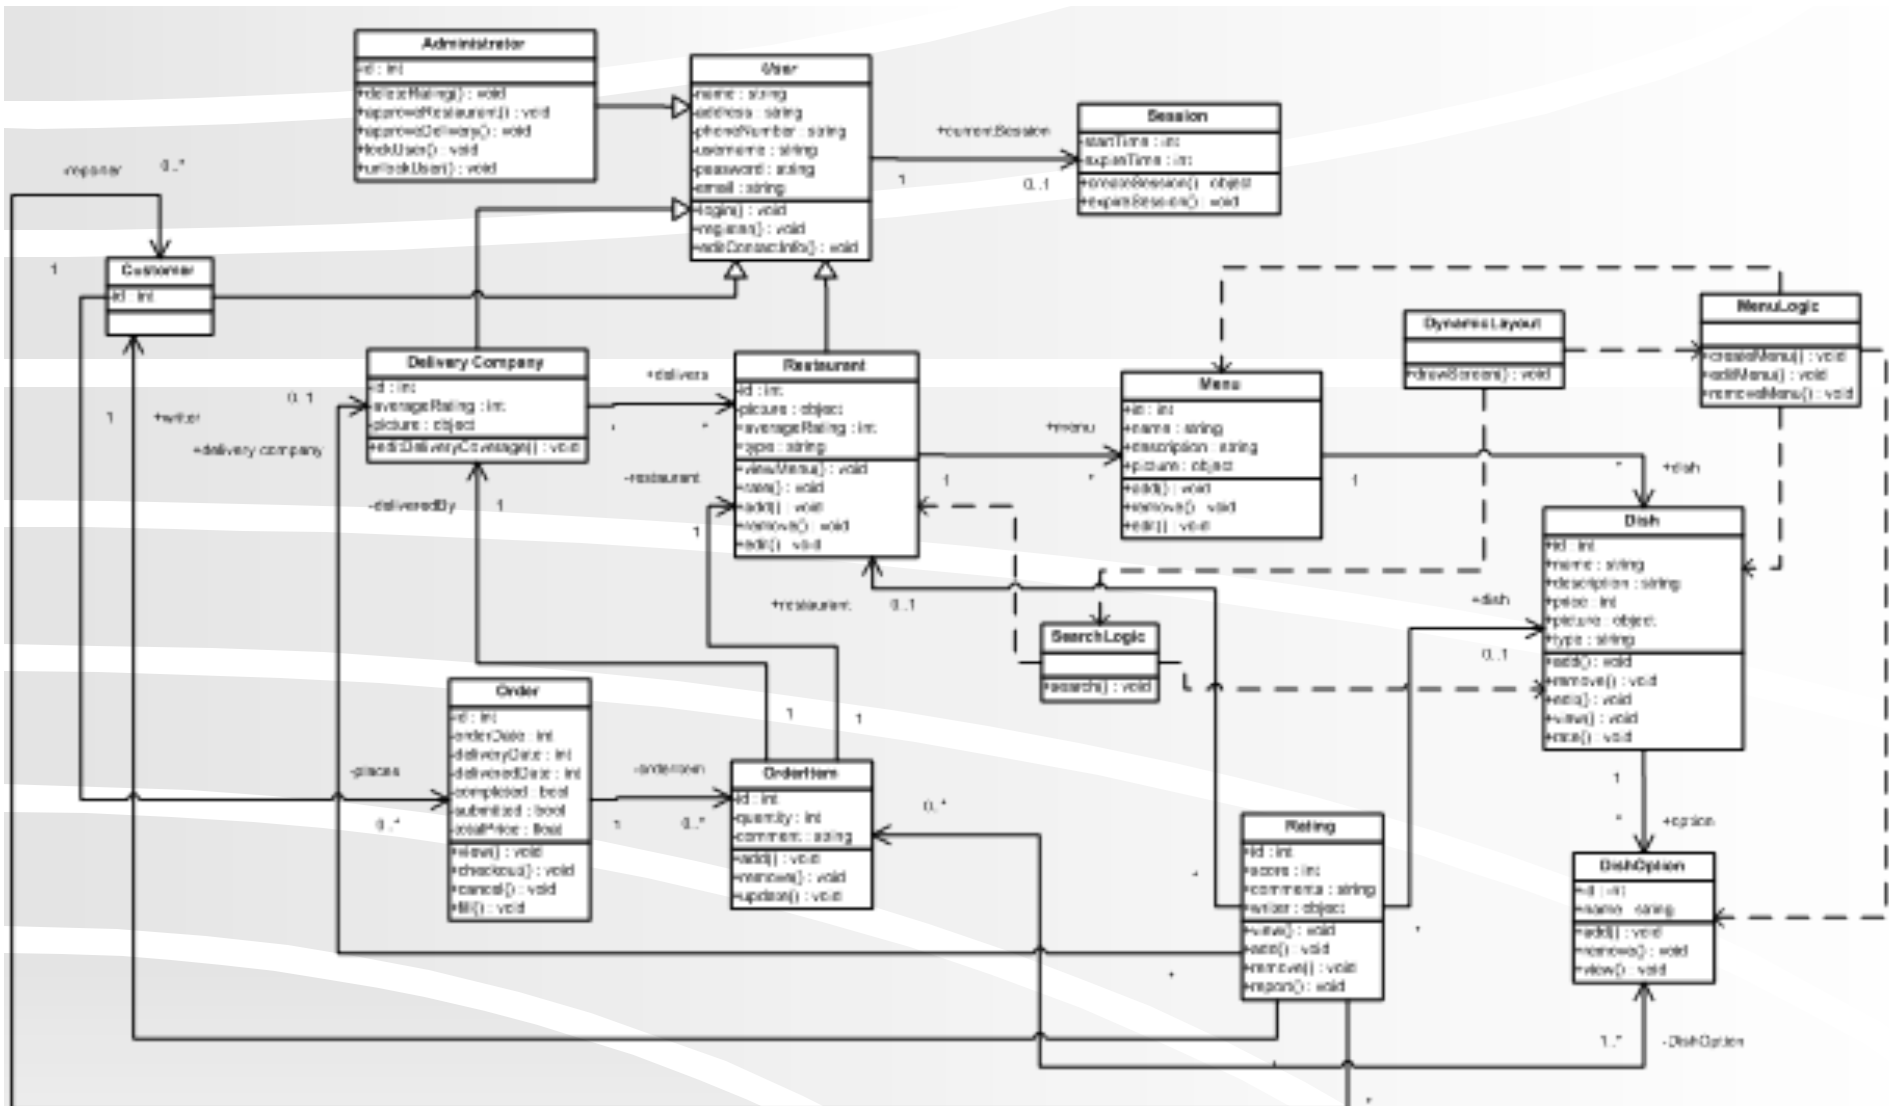 Administrator
-id : int
+deleteRating() : void
+approveRestaurant() : void
+approveDelivery() : void
+lockUser() : void
+unlockUser() : void
User
-name : string
-address : string
-phoneNumber : string
-username : string
-password : string
-email : string
+login() : void
+register() : void
+editContactInfo() : void
+currentSession
1
0..1
Session
-startTime : int
-expireTime : int
+createSession() : object
+expireSession() : void
-reporter
0..*
1
Customer
-id : int
1
+writer
Delivery Company
-id : int
-averageRating : int
-picture : object
+editDeliveryCoverage() : void
0..1
+delivery company
-deliveredBy
1
+delivers
*
Restaurant
-id : int
-picture : object
-averageRating : int
-type : string
+viewMenu() : void
+rate() : void
+add() : void
+remove() : void
+edit() : void
-restaurant
1
+restaurant
0..1
+menu
1
*
Menu
+id : int
+name : string
+description : string
+picture : object
+add() : void
+remove() : void
+edit() : void
DynamicLayout
+drawScreen() : void
MenuLogic
+createMenu() : void
+editMenu() : void
+removeMenu() : void
1
*
+dish
Dish
+id : int
+name : string
+description : string
+price : int
+picture : object
+type : string
+add() : void
+remove() : void
+edit() : void
+view() : void
+rate() : void
+dish
0..1
SearchLogic
+search() : void
Order
-id : int
-orderDate : int
-deliveryDate : int
-deliveredDate : int
-completed : bool
-submitted : bool
-totalPrice : float
+view() : void
+checkout() : void
+cancel() : void
+fill() : void
-places
0..*
-orderItem
1
0..*
OrderItem
-id : int
-quantity : int
-comment : string
+add() : void
+remove() : void
+update() : void
1
1
0..*
Rating
+id : int
+score : int
+comments : string
+writer : object
+view() : void
+add() : void
+remove() : void
+report() : void
*
*
*
*
1
*
+option
DishOption
+id : int
+name : string
+add() : void
+remove() : void
+view() : void
1..*
-DishOption